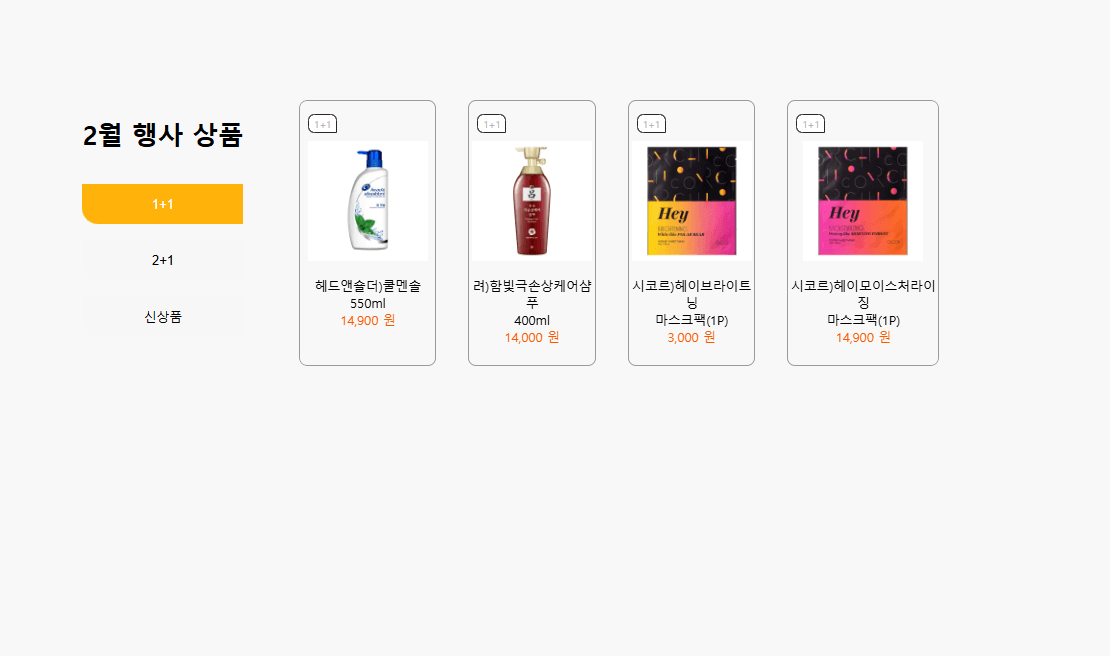 2월 행사 상품
1+1
2+1
신상품
1+1
헤드앤숄더)쿨멘솔
550ml
14,900 원
1+1
려
려)함빛극손상케어샴
푸
400ml
14,000 원
1+1
Hey
시코르)헤이브라이트
닝
마스크팩(1P)
3,000 원
1+1
Hey
MOISTURIZING
시코르)헤이모이스처라이
징
마스크팩(1P)
14,900 원